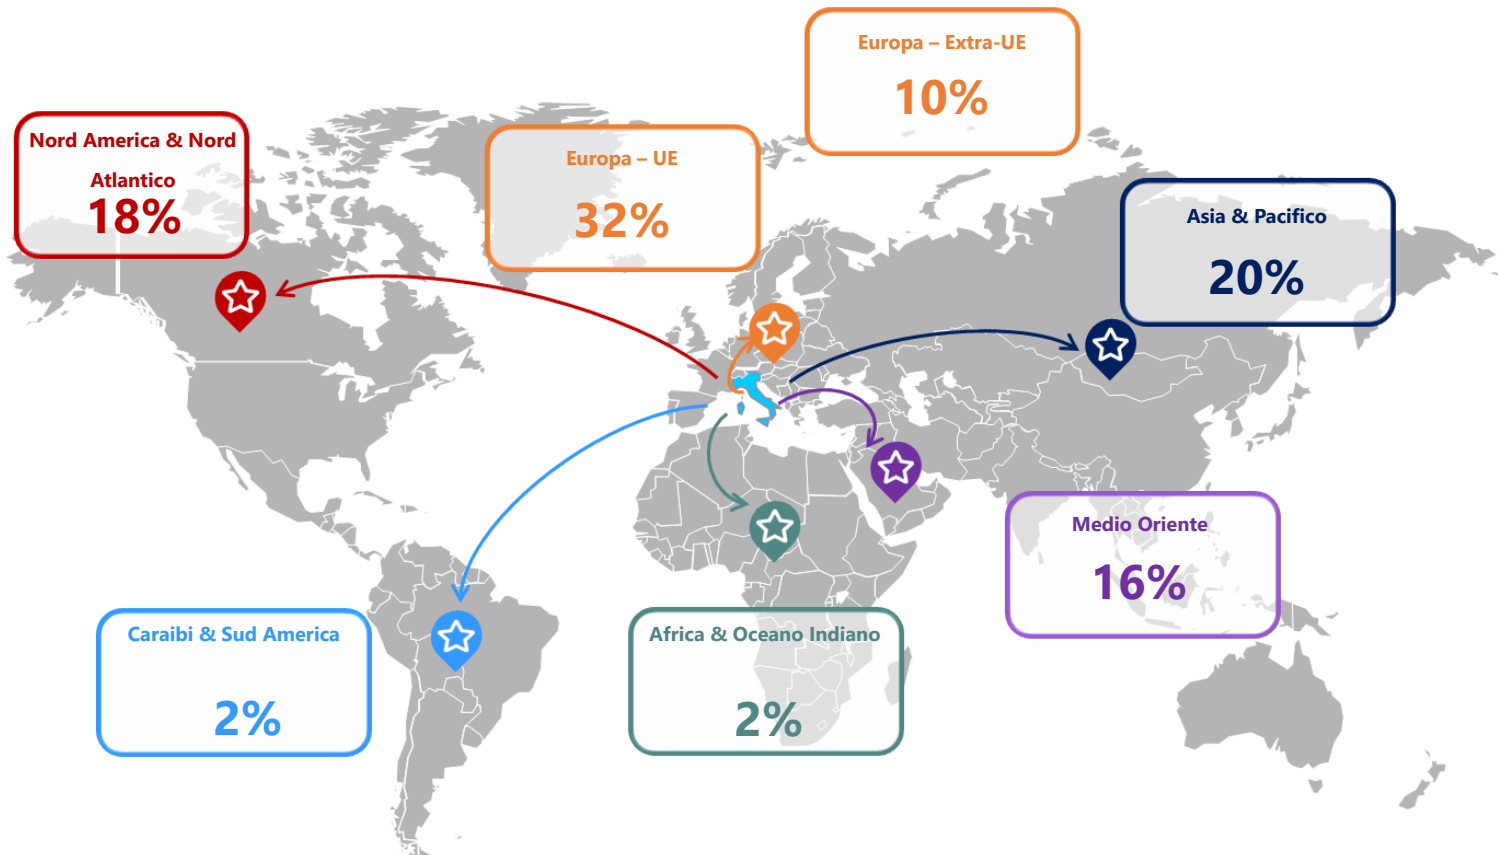 Europa – Extra-UE
10%
Nord America & Nord
Atlantico
18%
Europa – UE
32%
Asia & Pacifico
20%
Medio Oriente
16%
Caraibi & Sud America
2%
Africa & Oceano Indiano
2%